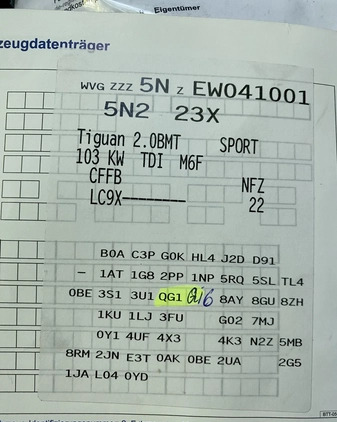 Eigentümer
zeugdatenträger
WVG ZZZ 5N Z EW041001
5N2 23X
Tiguan 2.0BMT SPORT
103 KW TDI M6F
CFFB NFZ
LC9X-------- 22
B0A C3P G0K HL4 J2D D91
– 1AT 1G8 2PP 1NP 5RQ 5SL TL4
0BE 3S1 3U1 QG1 QI6 8AY 8GU 8ZH
1KU 1LJ 3FU G02 7MJ
0Y1 4UF 4X3 4K3 N2Z 5MB
8RM 2JN E3T 0AK 0BE 2UA 2G5
1JA L04 0YD